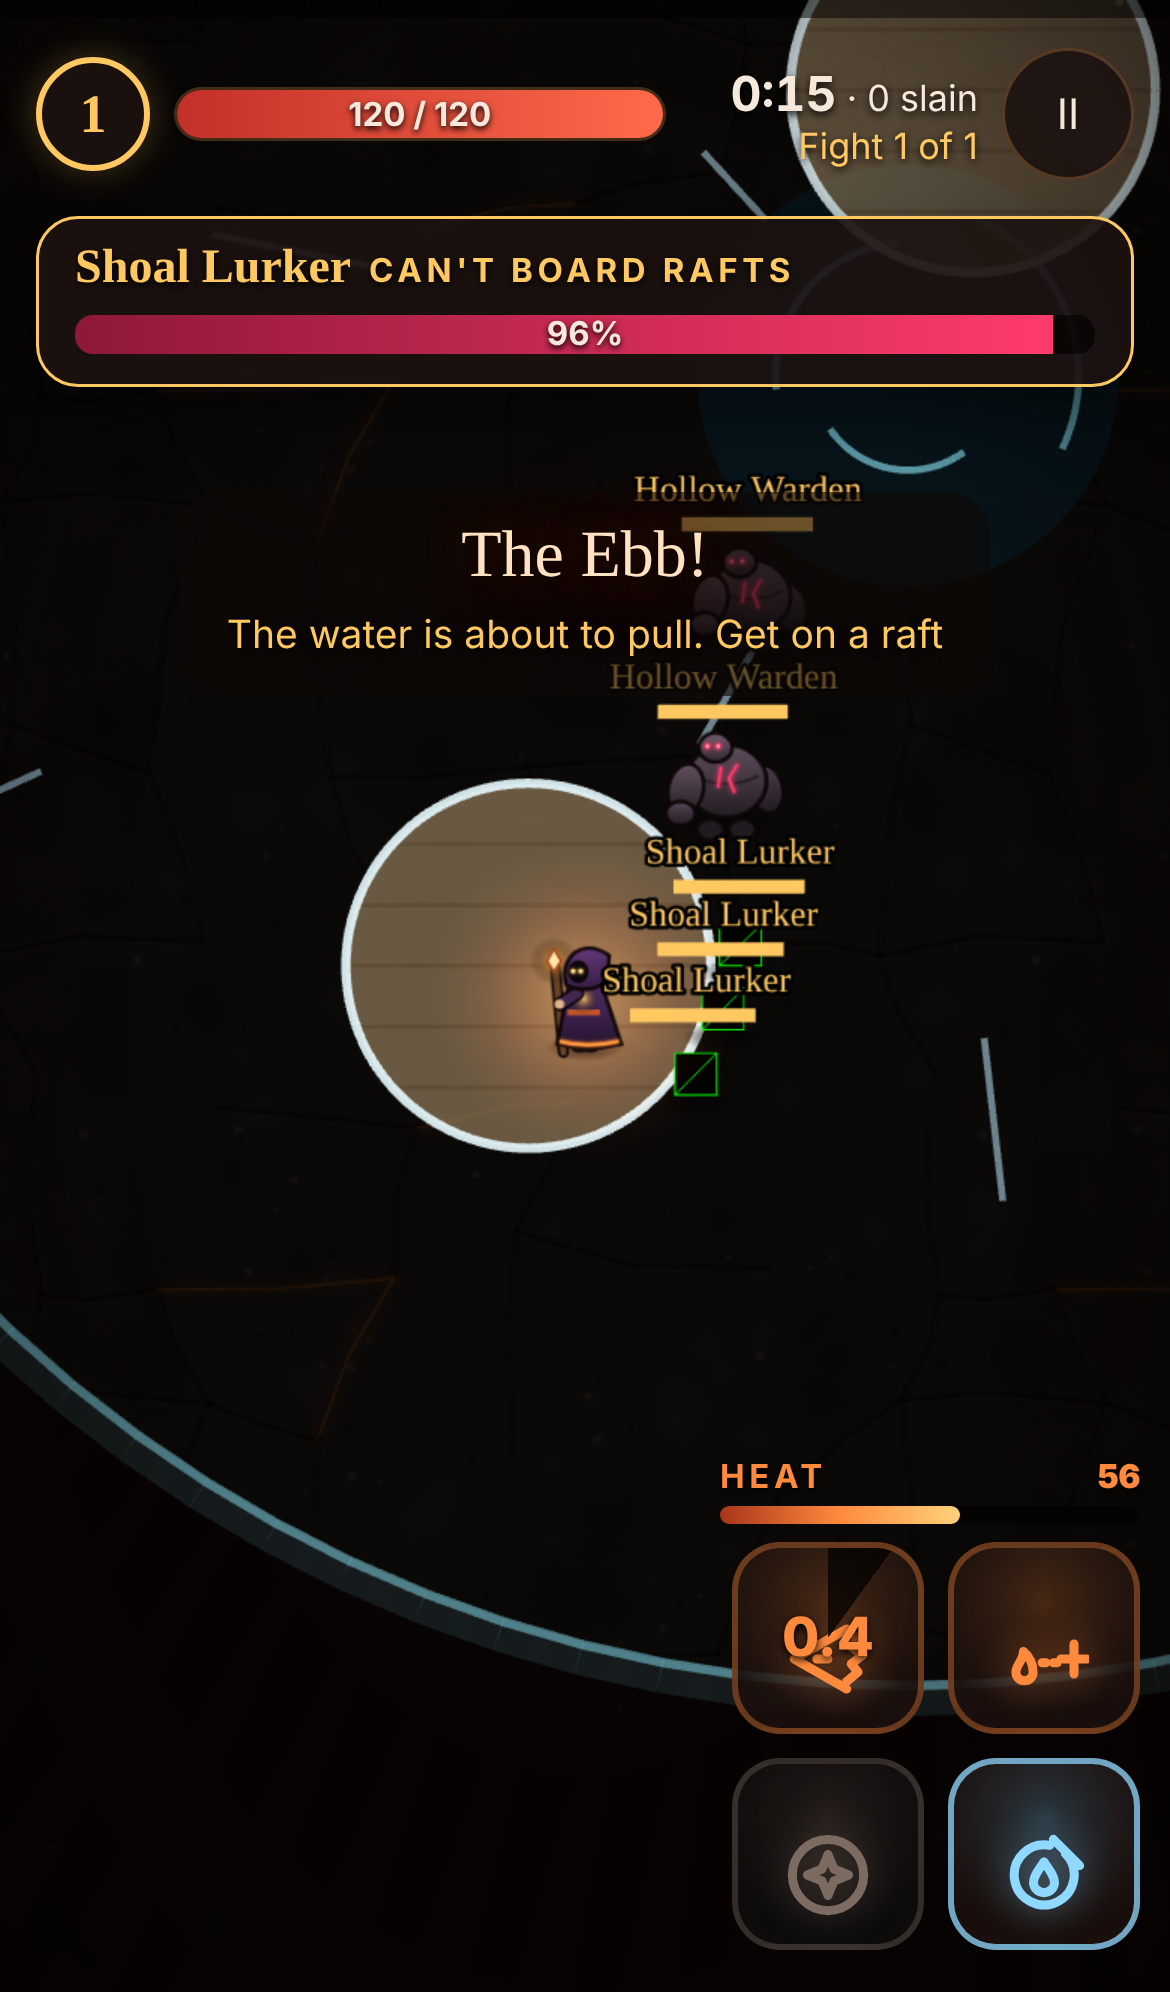 1
120 / 120
0:15 · 0 slain
Fight 1 of 1
Shoal Lurker CAN'T BOARD RAFTS
96%
Hollow Warden
The Ebb!
The water is about to pull. Get on a raft
Hollow Warden
Shoal Lurker
Shoal Lurker
Shoal Lurker
HEAT 56
0.4